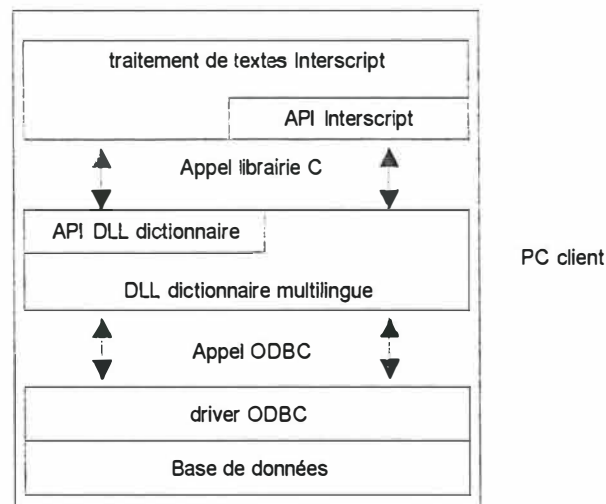 traitement de textes Interscript
API Interscript
Appel librairie C
API DLL dictionnaire
PC client
DLL dictionnaire multilingue
Appel ODBC
driver ODBC
Base de données